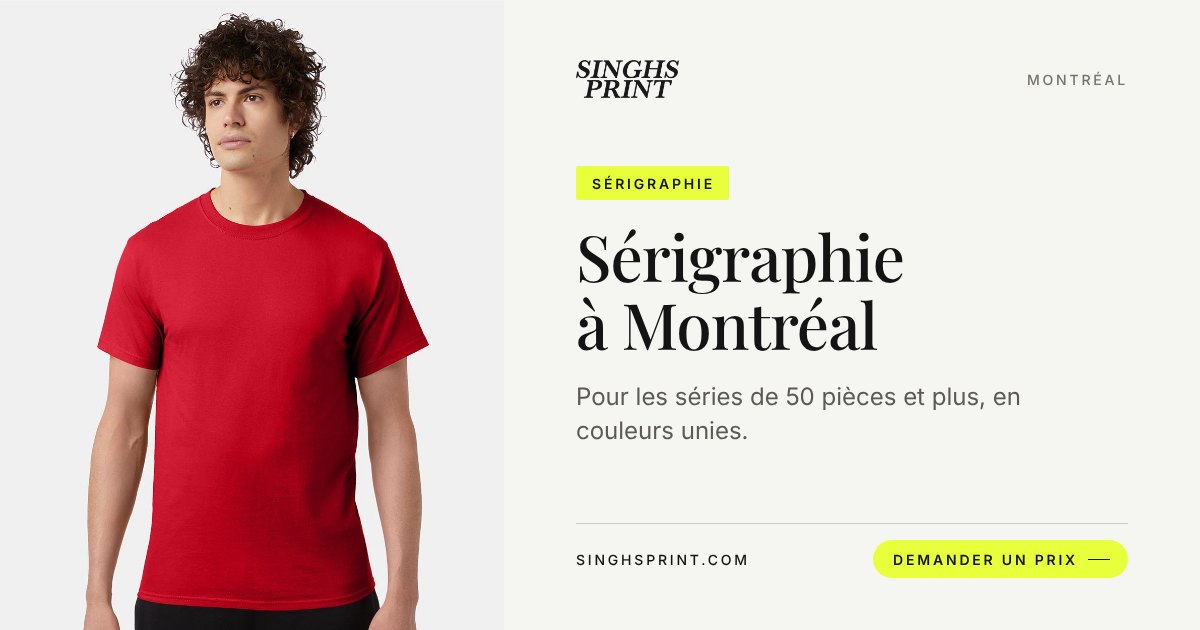 SINGHS
PRINT
MONTRÉAL
SÉRIGRAPHIE
Sérigraphie
à Montréal
Pour les séries de 50 pièces et plus, en
couleurs unies.
SINGHSPRINT.COM
DEMANDER UN PRIX